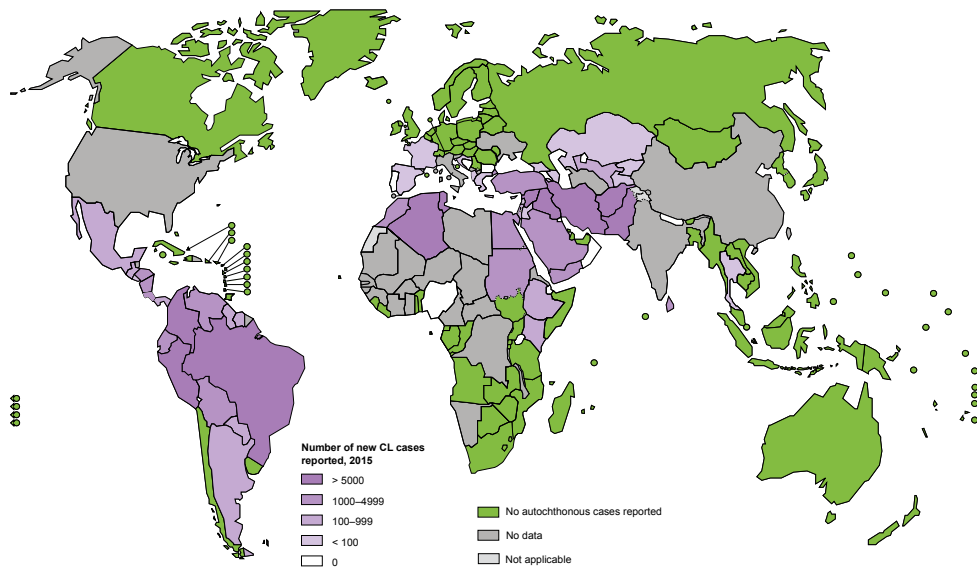 Number of new CL cases
reported, 2015
> 5000
1000–4999
100–999
< 100
0
No autochthonous cases reported
No data
Not applicable